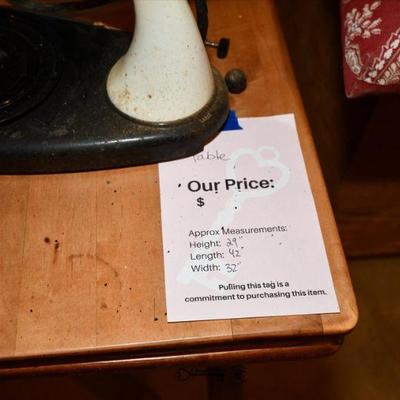 Table
Our Price:
$
Approx Measurements:
Height: 29"
Length: 42"
Width: 32"
Pulling this tag is a
commitment to purchasing this item.